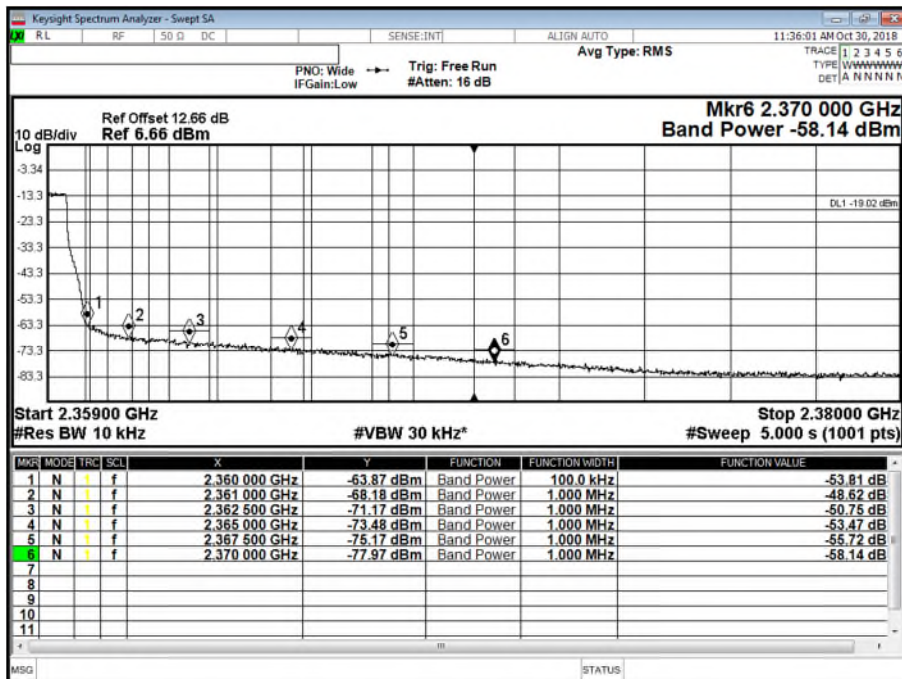 Keysight Spectrum Analyzer - Swept SA
LXI RL RF 50 Ω DC SENSE:INT ALIGN AUTO 11:36:01 AM Oct 30, 2018
Avg Type: RMS TRACE 1 2 3 4 5 6
PNO: Wide Trig: Free Run TYPE WWWWWW
IFGain:Low #Atten: 16 dB DET A N N N N N
Mkr6 2.370 000 GHz
Ref Offset 12.66 dB
10 dB/div Ref 6.66 dBm Band Power -58.14 dBm
Log
-3.34
-13.3
DL1 -19.02 dBm
-23.3
-33.3
-43.3
-53.3
1 2 3 4 5 6
-63.3
-73.3
-83.3
Start 2.35900 GHz Stop 2.38000 GHz
#Res BW 10 kHz #VBW 30 kHz* #Sweep 5.000 s (1001 pts)
MKR MODE TRC SCL X Y FUNCTION FUNCTION WIDTH FUNCTION VALUE
1 N 1 f 2.360 000 GHz -63.87 dBm Band Power 100.0 kHz -53.81 dB
2 N 1 f 2.361 000 GHz -68.18 dBm Band Power 1.000 MHz -48.62 dB
3 N 1 f 2.362 500 GHz -71.17 dBm Band Power 1.000 MHz -50.75 dB
4 N 1 f 2.365 000 GHz -73.48 dBm Band Power 1.000 MHz -53.47 dB
5 N 1 f 2.367 500 GHz -75.17 dBm Band Power 1.000 MHz -55.72 dB
6 N 1 f 2.370 000 GHz -77.97 dBm Band Power 1.000 MHz -58.14 dB
7
8
9
10
11
MSG STATUS